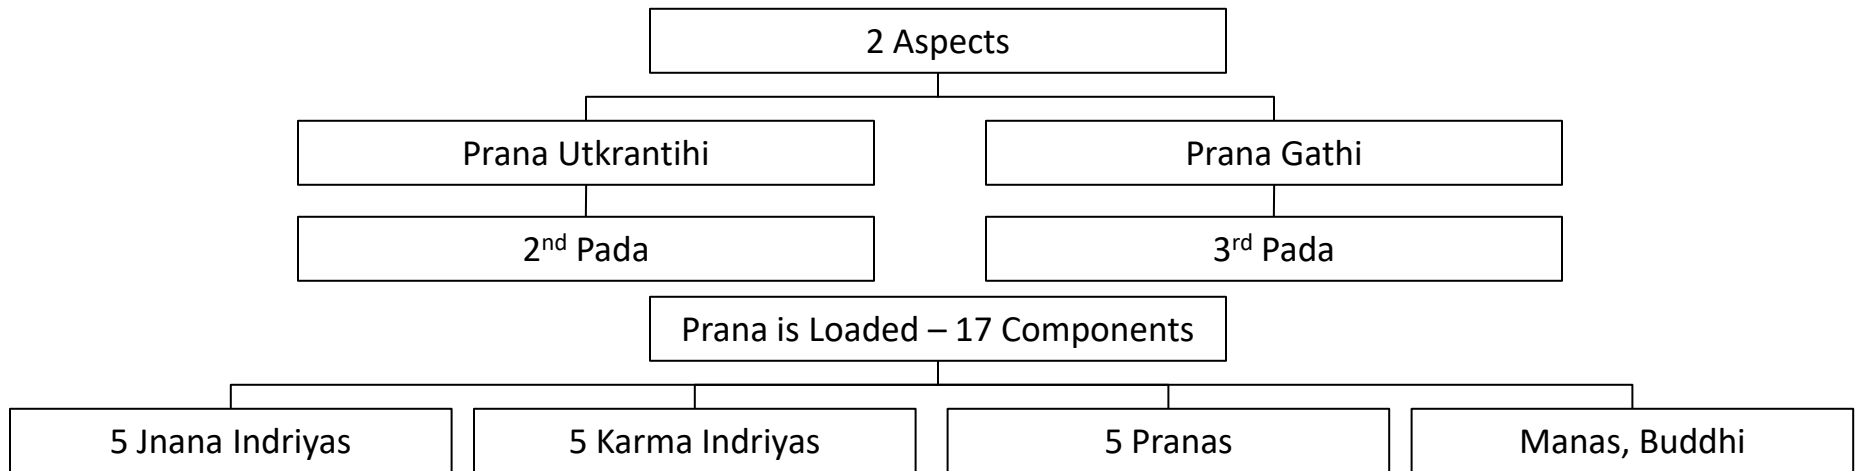 2 Aspects
Prana Utkrantihi
Prana Gathi
2nd Pada
3rd Pada
Prana is Loaded – 17 Components
5 Jnana Indriyas
5 Karma Indriyas
5 Pranas
Manas, Buddhi